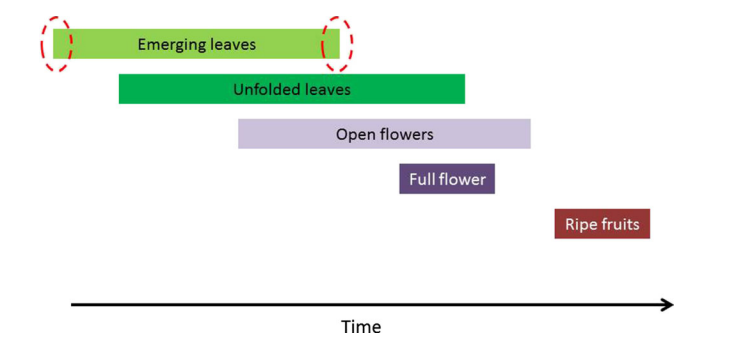 Emerging leaves
Unfolded leaves
Open flowers
Full flower
Ripe fruits
Time